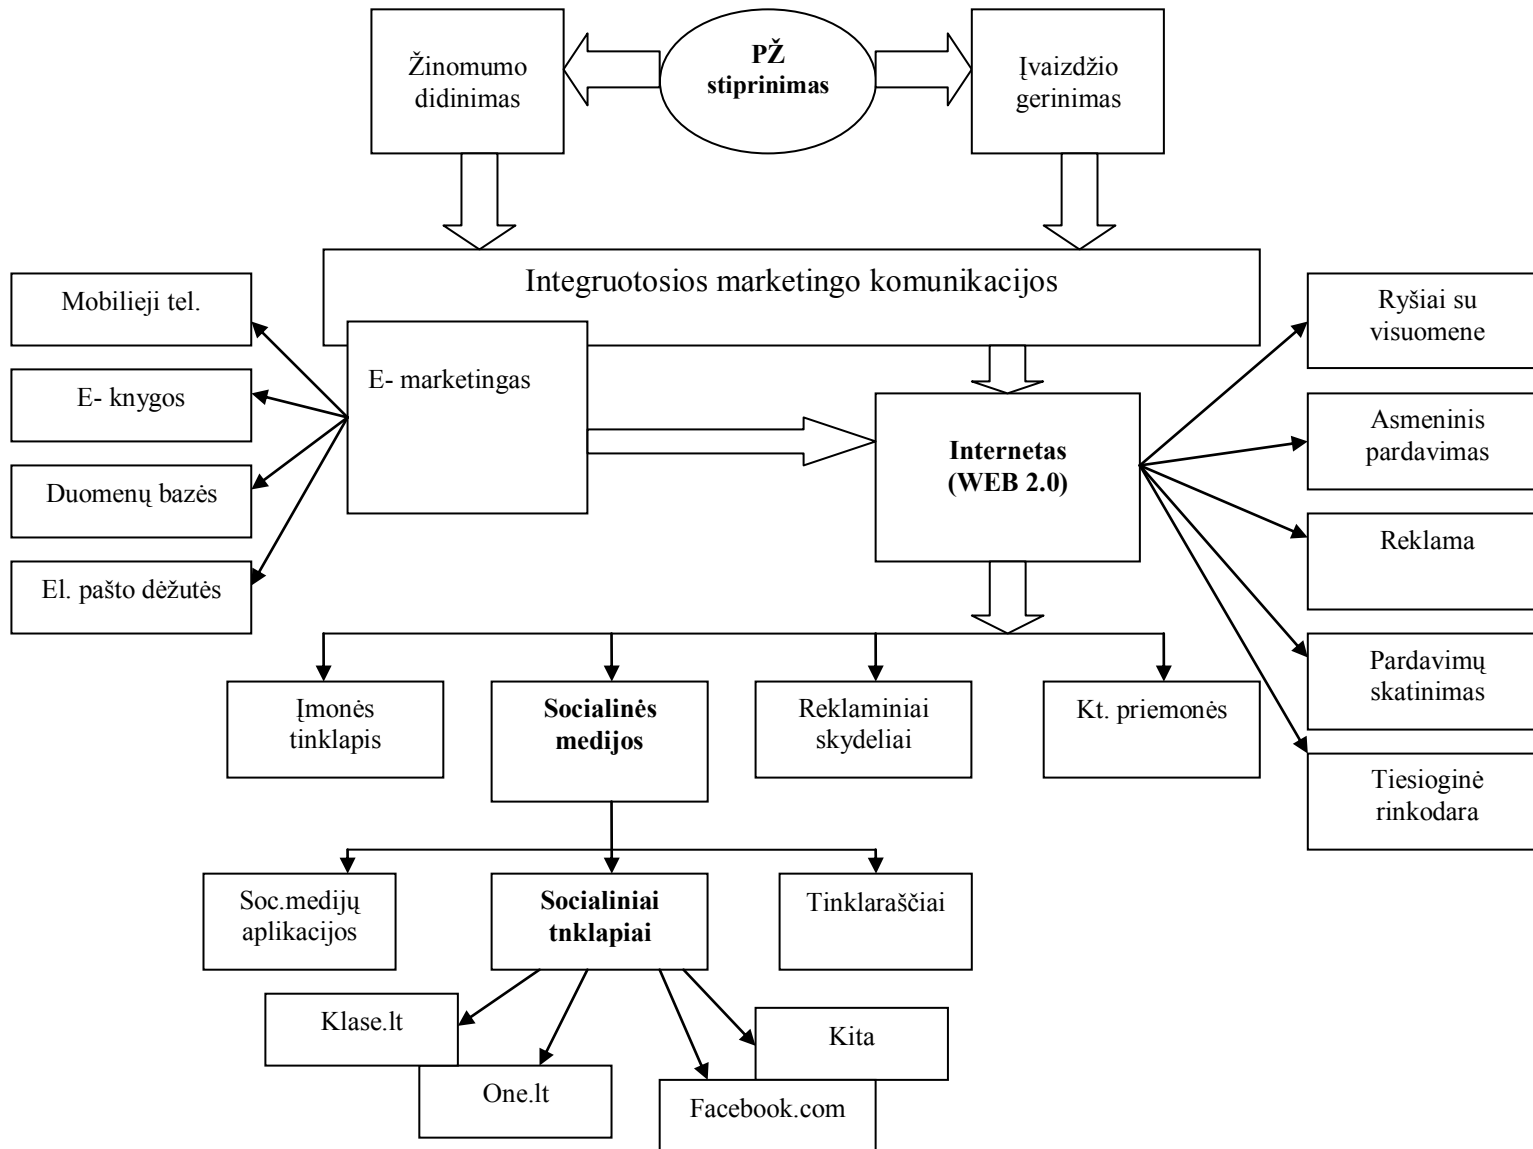 Žinomumo
didinimas
PŽ
stiprinimas
Įvaizdžio
gerinimas
Integruotosios marketingo komunikacijos
Mobilieji tel.
E- knygos
Duomenų bazės
El. pašto dėžutės
E- marketingas
Internetas
(WEB 2.0)
Ryšiai su
visuomene
Asmeninis
pardavimas
Reklama
Pardavimų
skatinimas
Tiesioginė
rinkodara
Įmonės
tinklapis
Socialinės
medijos
Reklaminiai
skydeliai
Kt. priemonės
Soc.medijų
aplikacijos
Socialiniai
tnklapiai
Tinklaraščiai
Klase.lt
One.lt
Facebook.com
Kita